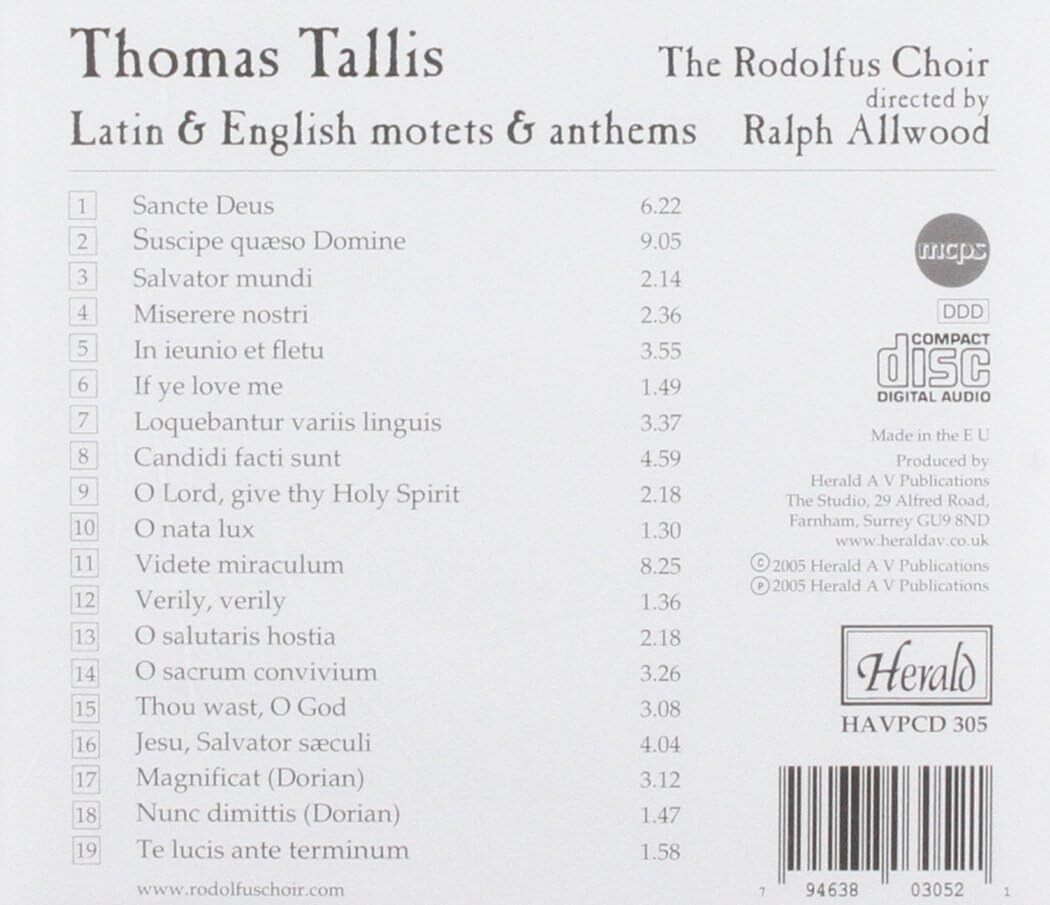 Thomas Tallis
Latin & English motets & anthems
The Rodolfus Choir
directed by
Ralph Allwood
1 Sancte Deus 6.22
2 Suscipe quæso Domine 9.05
3 Salvator mundi 2.14
4 Miserere nostri 2.36
5 In ieunio et fletu 3.55
6 If ye love me 1.49
7 Loquebantur variis linguis 3.37
8 Candidi facti sunt 4.59
9 O Lord, give thy Holy Spirit 2.18
10 O nata lux 1.30
11 Videte miraculum 8.25
12 Verily, verily 1.36
13 O salutaris hostia 2.18
14 O sacrum convivium 3.26
15 Thou wast, O God 3.08
16 Jesu, Salvator sæculi 4.04
17 Magnificat (Dorian) 3.12
18 Nunc dimittis (Dorian) 1.47
19 Te lucis ante terminum 1.58
www.rodolfuschoir.com
mcps
DDD
COMPACT
disc
DIGITAL AUDIO
Made in the E U
Produced by
Herald A V Publications
The Studio, 29 Alfred Road,
Farnham, Surrey GU9 8ND
www.heraldav.co.uk
©2005 Herald A V Publications
℗2005 Herald A V Publications
Herald
HAVPCD 305
7 94638 03052 1